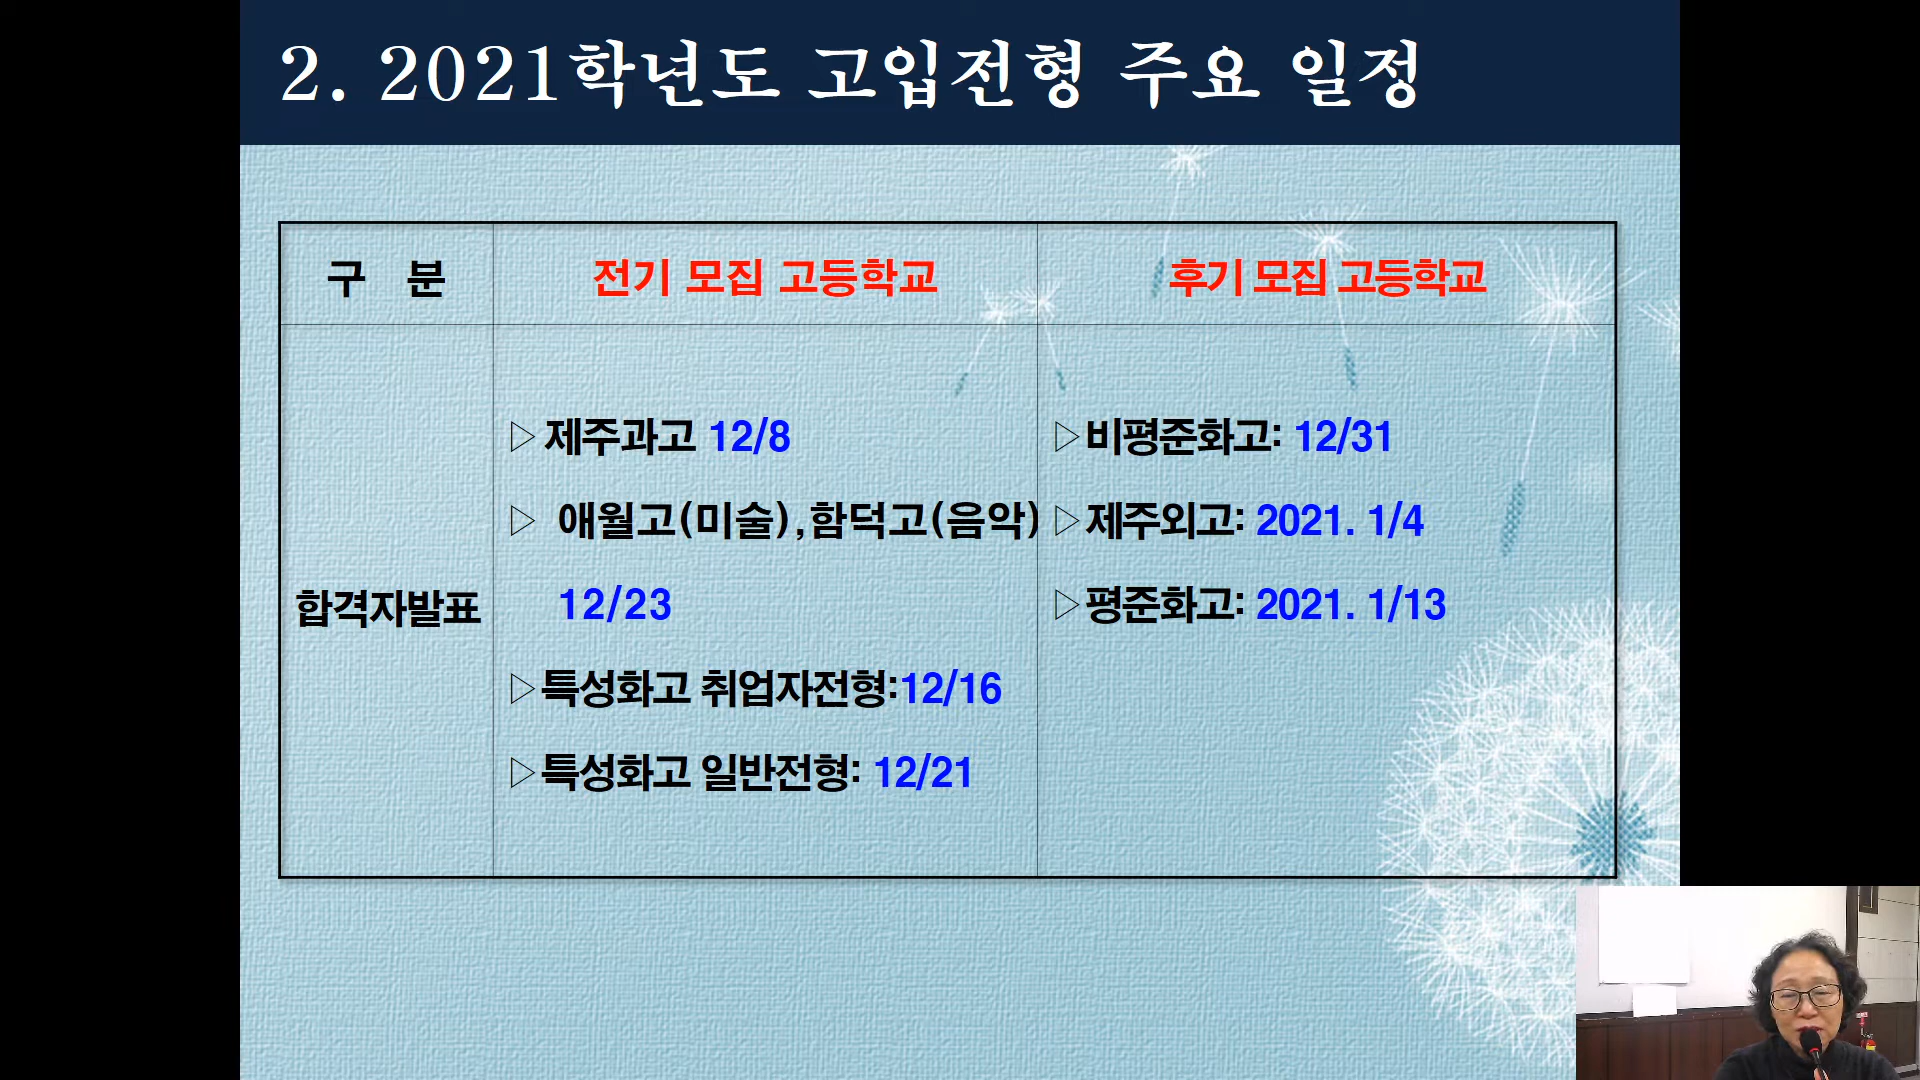 2. 2021학년도 고입전형 주요 일정
구 분
전기 모집 고등학교
후기 모집 고등학교
합격자발표
▷제주과고 12/8
▷ 애월고(미술),함덕고(음악)
12/23
▷특성화고 취업자전형:12/16
▷특성화고 일반전형: 12/21
▷비평준화고: 12/31
▷제주외고: 2021. 1/4
▷평준화고: 2021. 1/13